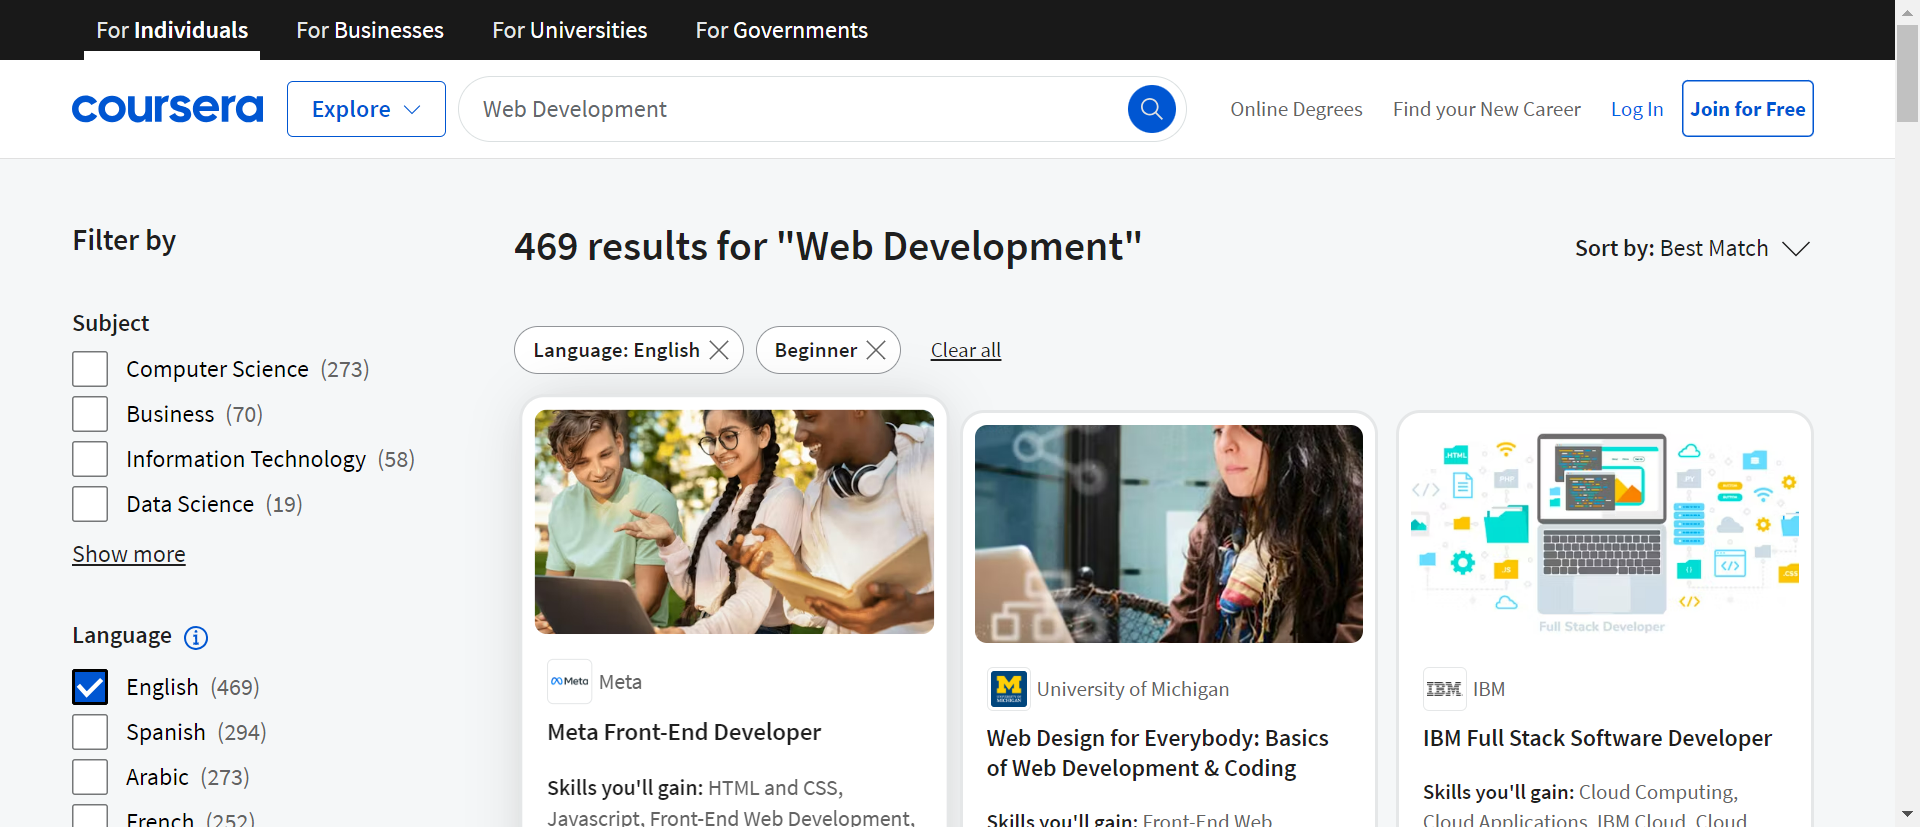 For Individuals
For Businesses
For Universities
For Governments
coursera
Explore
Web Development
Online Degrees
Find your New Career
Log In
Join for Free
Filter by
469 results for "Web Development"
Sort by: Best Match
Subject
Language: English
Beginner
Clear all
Computer Science (273)
Business (70)
Information Technology (58)
Data Science (19)
Show more
Language
English (469)
Spanish (294)
Arabic (273)
French (252)
Meta
Meta
Meta Front-End Developer
Skills you'll gain: HTML and CSS,
Javascript, Front-End Web Development,
M
University of Michigan
Web Design for Everybody: Basics
of Web Development & Coding
Skills you'll gain: Front-End Web
.HTML
PHP
.PY
.JS
.CSS
Full Stack Developer
IBM
IBM
IBM Full Stack Software Developer
Skills you'll gain: Cloud Computing,
Cloud Applications, IBM Cloud, Cloud